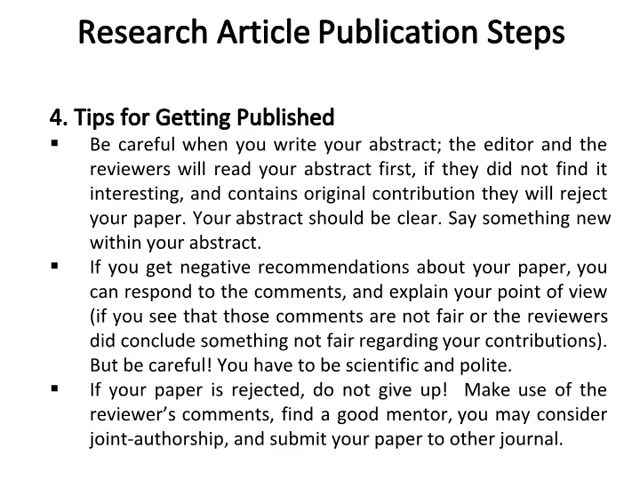 Research Article Publication Steps
4. Tips for Getting Published
▪ Be careful when you write your abstract; the editor and the
reviewers will read your abstract first, if they did not find it
interesting, and contains original contribution they will reject
your paper. Your abstract should be clear. Say something new
within your abstract.
▪ If you get negative recommendations about your paper, you
can respond to the comments, and explain your point of view
(if you see that those comments are not fair or the reviewers
did conclude something not fair regarding your contributions).
But be careful! You have to be scientific and polite.
▪ If your paper is rejected, do not give up! Make use of the
reviewer's comments, find a good mentor, you may consider
joint-authorship, and submit your paper to other journal.